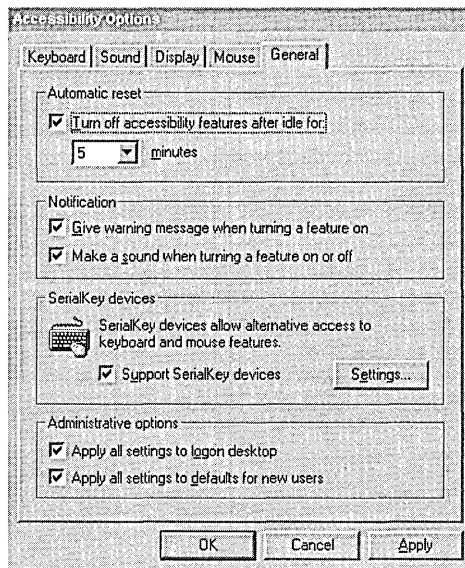 Accessibility Options
Keyboard Sound Display Mouse General
Automatic reset
Turn off accessibility features after idle for:
5 minutes
Notification
Give warning message when turning a feature on
Make a sound when turning a feature on or off
SerialKey devices
SerialKey devices allow alternative access to
keyboard and mouse features.
Support SerialKey devices Settings...
Administrative options
Apply all settings to logon desktop
Apply all settings to defaults for new users
OK Cancel Apply